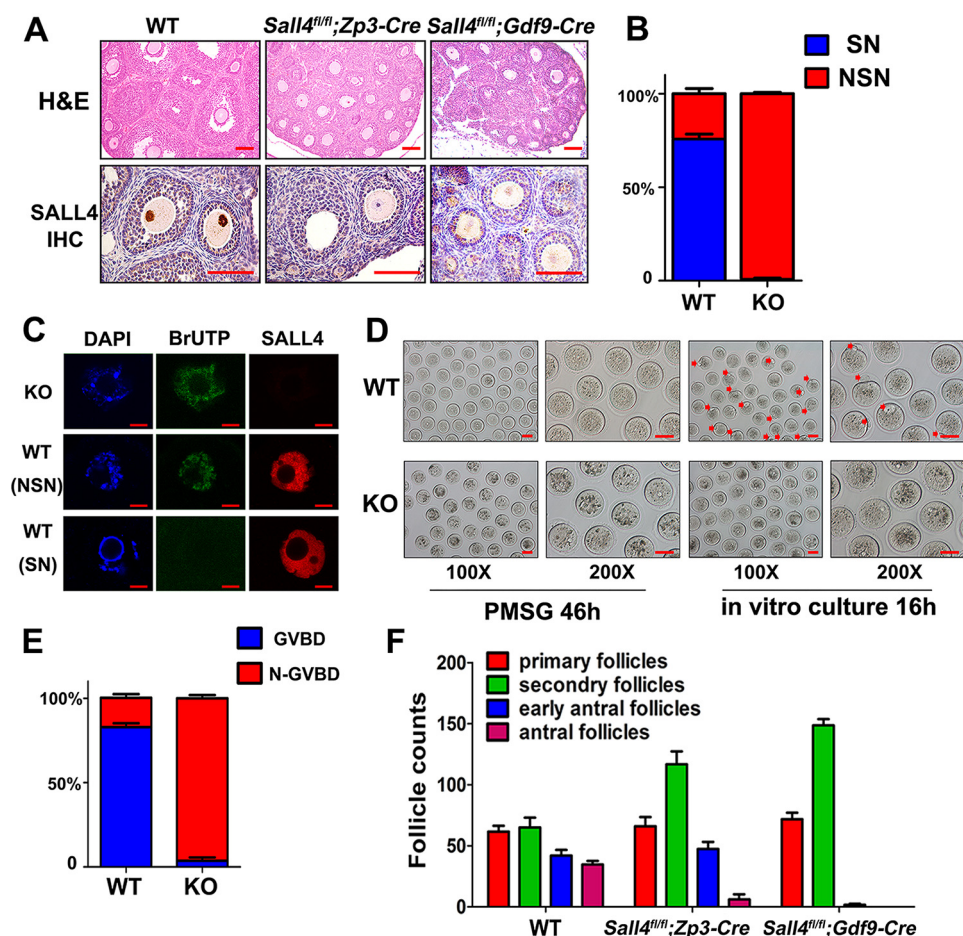 A
WT
Sall4fl/fl;Zp3-Cre
Sall4fl/fl;Gdf9-Cre
H&E
SALL4
IHC
B
SN
NSN
100%
50%
0
WT
KO
C
DAPI
BrUTP
SALL4
KO
WT
(NSN)
WT
(SN)
D
WT
KO
100X
200X
100X
200X
PMSG 46h
in vitro culture 16h
E
GVBD
N-GVBD
100%
50%
0
WT
KO
F
Follicle counts
200
150
100
50
0
primary follicles
secondry follicles
early antral follicles
antral follicles
WT
Sall4fl/fl;Zp3-Cre
Sall4fl/fl;Gdf9-Cre